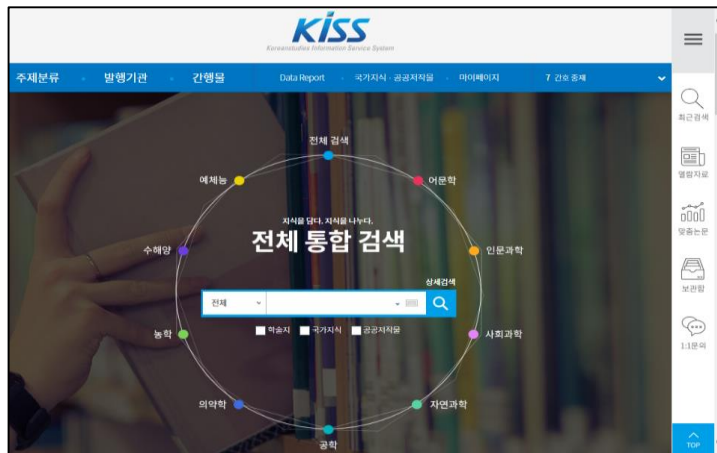 KISS
Koreanstudies Information Service System
주제분류 발행기관 간행물 Data Report 국가지식·공공저작물 마이페이지 7 간호중재
전체 검색
예체능 어문학
지식을 담다, 지식을 나누다.
전체 통합 검색
수해양 인문과학
상세검색
전체
학술지 국가지식 공공저작물
농학 사회과학
의약학 자연과학
공학
최근검색
열람자료
맞춤논문
보관함
1:1문의
TOP